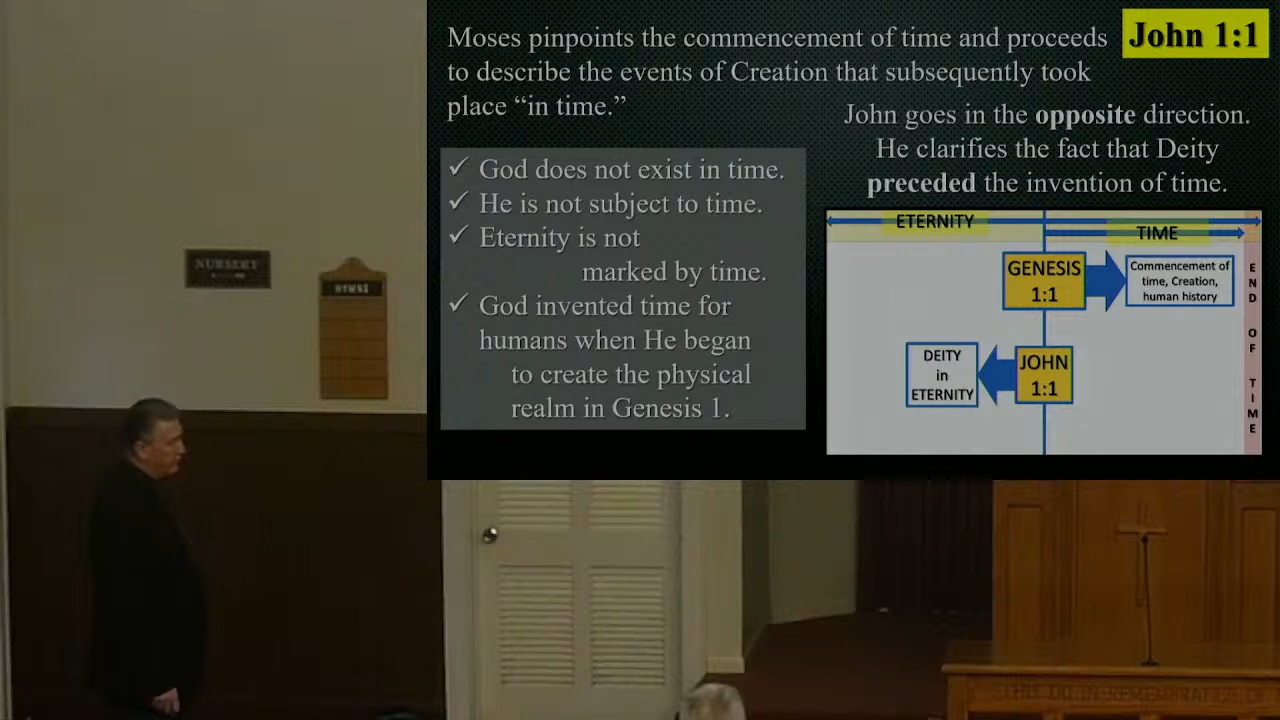 Moses pinpoints the commencement of time and proceeds
to describe the events of Creation that subsequently took
place “in time.”
John 1:1
John goes in the opposite direction.
He clarifies the fact that Deity
preceded the invention of time.
✓ God does not exist in time.
✓ He is not subject to time.
✓ Eternity is not
marked by time.
✓ God invented time for
humans when He began
to create the physical
realm in Genesis 1.
ETERNITY
TIME
GENESIS
1:1
Commencement of
time, Creation,
human history
DEITY
in
ETERNITY
JOHN
1:1
END OF TIME
NURSERY